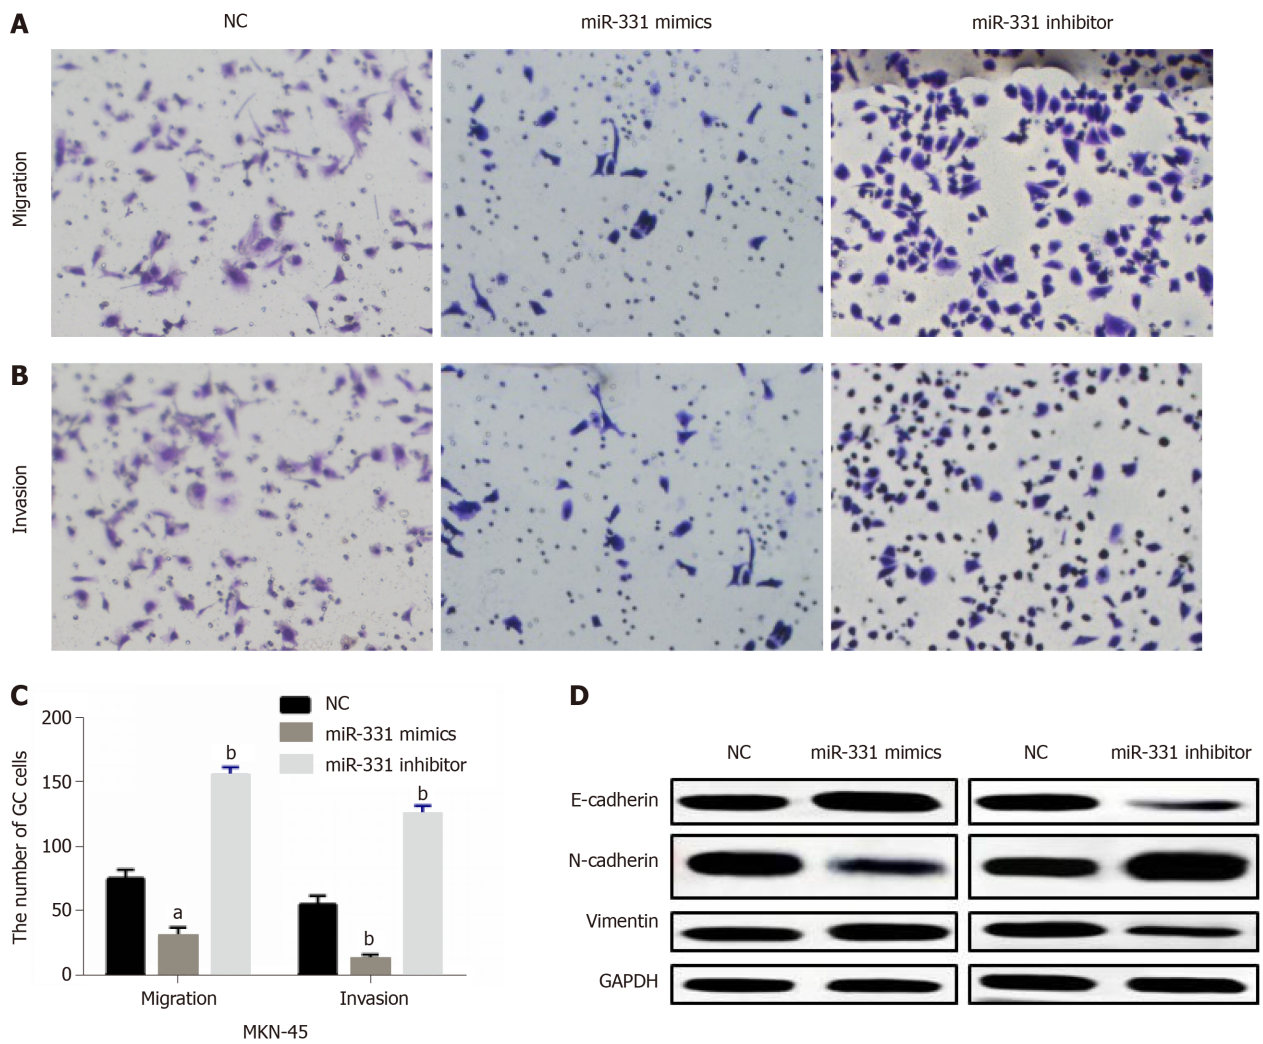 A
NC
miR-331 mimics
miR-331 inhibitor
Migration
B
Invasion
C
NC
miR-331 mimics
miR-331 inhibitor
The number of GC cells
200
150
100
50
0
a
b
b
b
Migration
Invasion
MKN-45
D
NC
miR-331 mimics
NC
miR-331 inhibitor
E-cadherin
N-cadherin
Vimentin
GAPDH